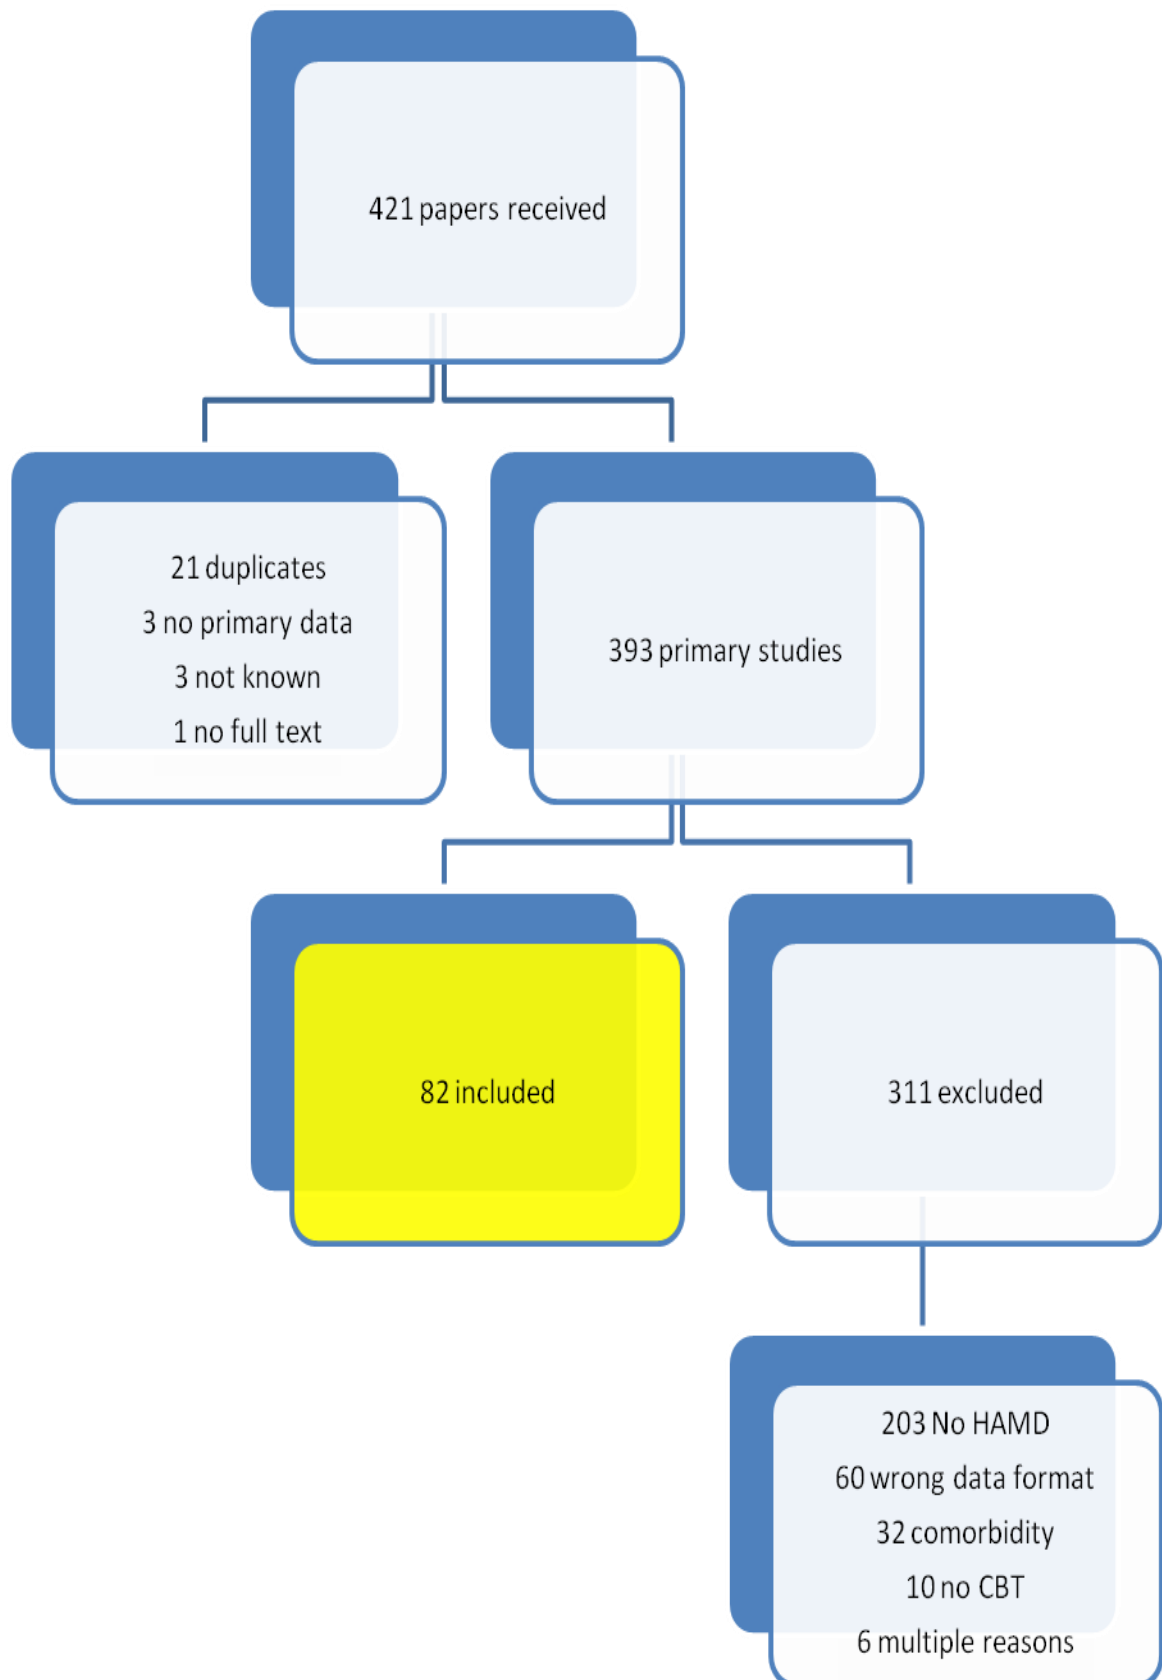 421 papers received
21 duplicates
3 no primary data
3 not known
1 no full text
393 primary studies
82 included
311 excluded
203 No HAMD
60 wrong data format
32 comorbidity
10 no CBT
6 multiple reasons